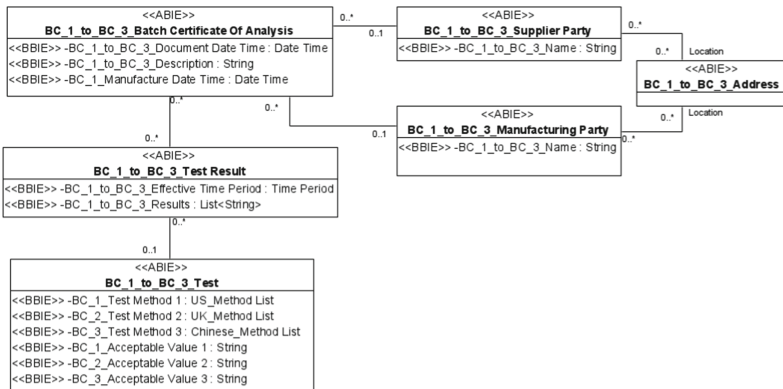 <<ABIE>>
BC_1_to_BC_3_Batch Certificate Of Analysis
<<BBIE>> -BC_1_to_BC_3_Document Date Time : Date Time
<<BBIE>> -BC_1_to_BC_3_Description : String
<<BBIE>> -BC_1_Manufacture Date Time : Date Time
0..*
0..1
<<ABIE>>
BC_1_to_BC_3_Supplier Party
<<BBIE>> -BC_1_to_BC_3_Name : String
0..*
0..* Location
<<ABIE>>
BC_1_to_BC_3_Address
0..* Location
0..*
0..*
0..1
<<ABIE>>
BC_1_to_BC_3_Manufacturing Party
<<BBIE>> -BC_1_to_BC_3_Name : String
0..*
0..*
<<ABIE>>
BC_1_to_BC_3_Test Result
<<BBIE>> -BC_1_to_BC_3_Effective Time Period : Time Period
<<BBIE>> -BC_1_to_BC_3_Results : List<String>
0..*
0..1
<<ABIE>>
BC_1_to_BC_3_Test
<<BBIE>> -BC_1_Test Method 1 : US_Method List
<<BBIE>> -BC_2_Test Method 2 : UK_Method List
<<BBIE>> -BC_3_Test Method 3 : Chinese_Method List
<<BBIE>> -BC_1_Acceptable Value 1 : String
<<BBIE>> -BC_2_Acceptable Value 2 : String
<<BBIE>> -BC_3_Acceptable Value 3 : String